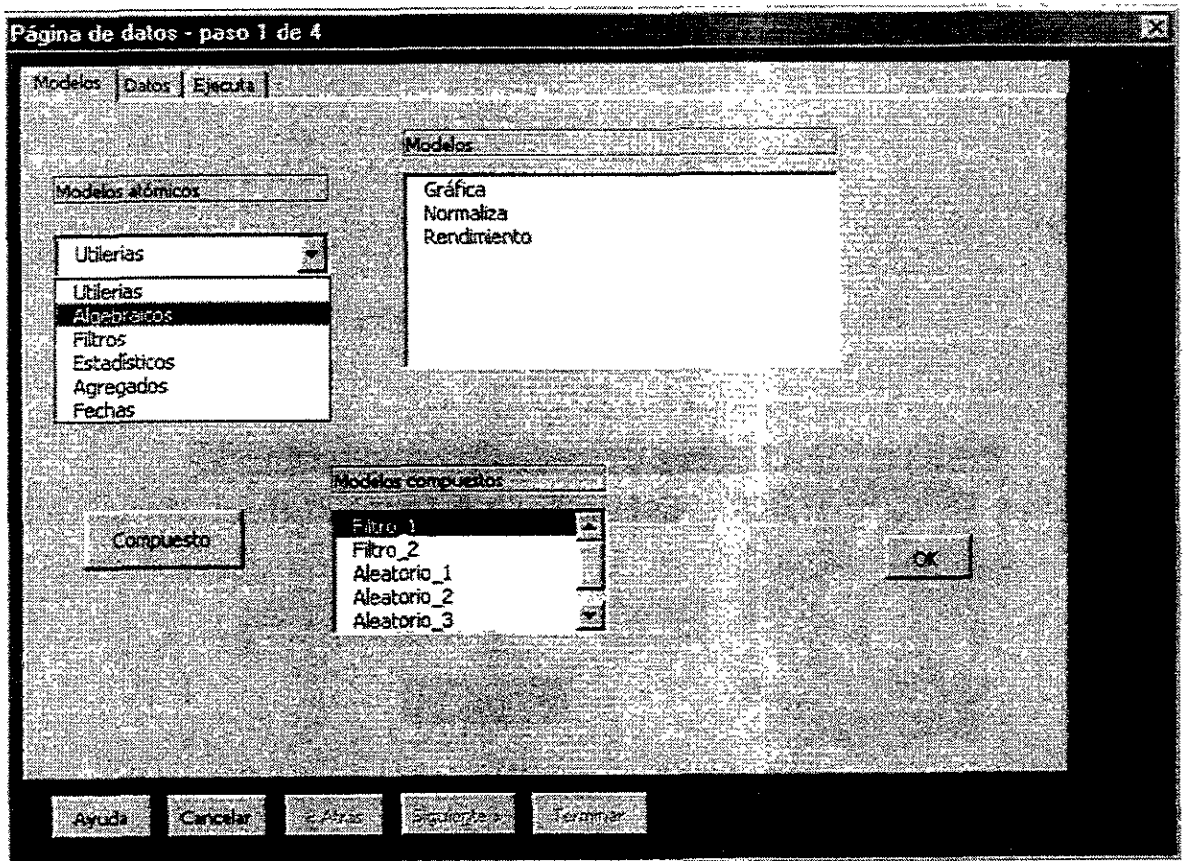 Página de datos - paso 1 de 4
Modelos Datos Ejecuta
Modelos
Modelos atómicos
Gráfica
Normaliza
Rendimiento
Utilerias
Utilerias
Algebraicos
Filtros
Estadísticos
Agregados
Fechas
Modelos compuestos
Compuesto
Filtro_1
Filtro_2
Aleatorio_1
Aleatorio_2
Aleatorio_3
OK
Ayuda Cancelar < Atras Siguiente > Terminar